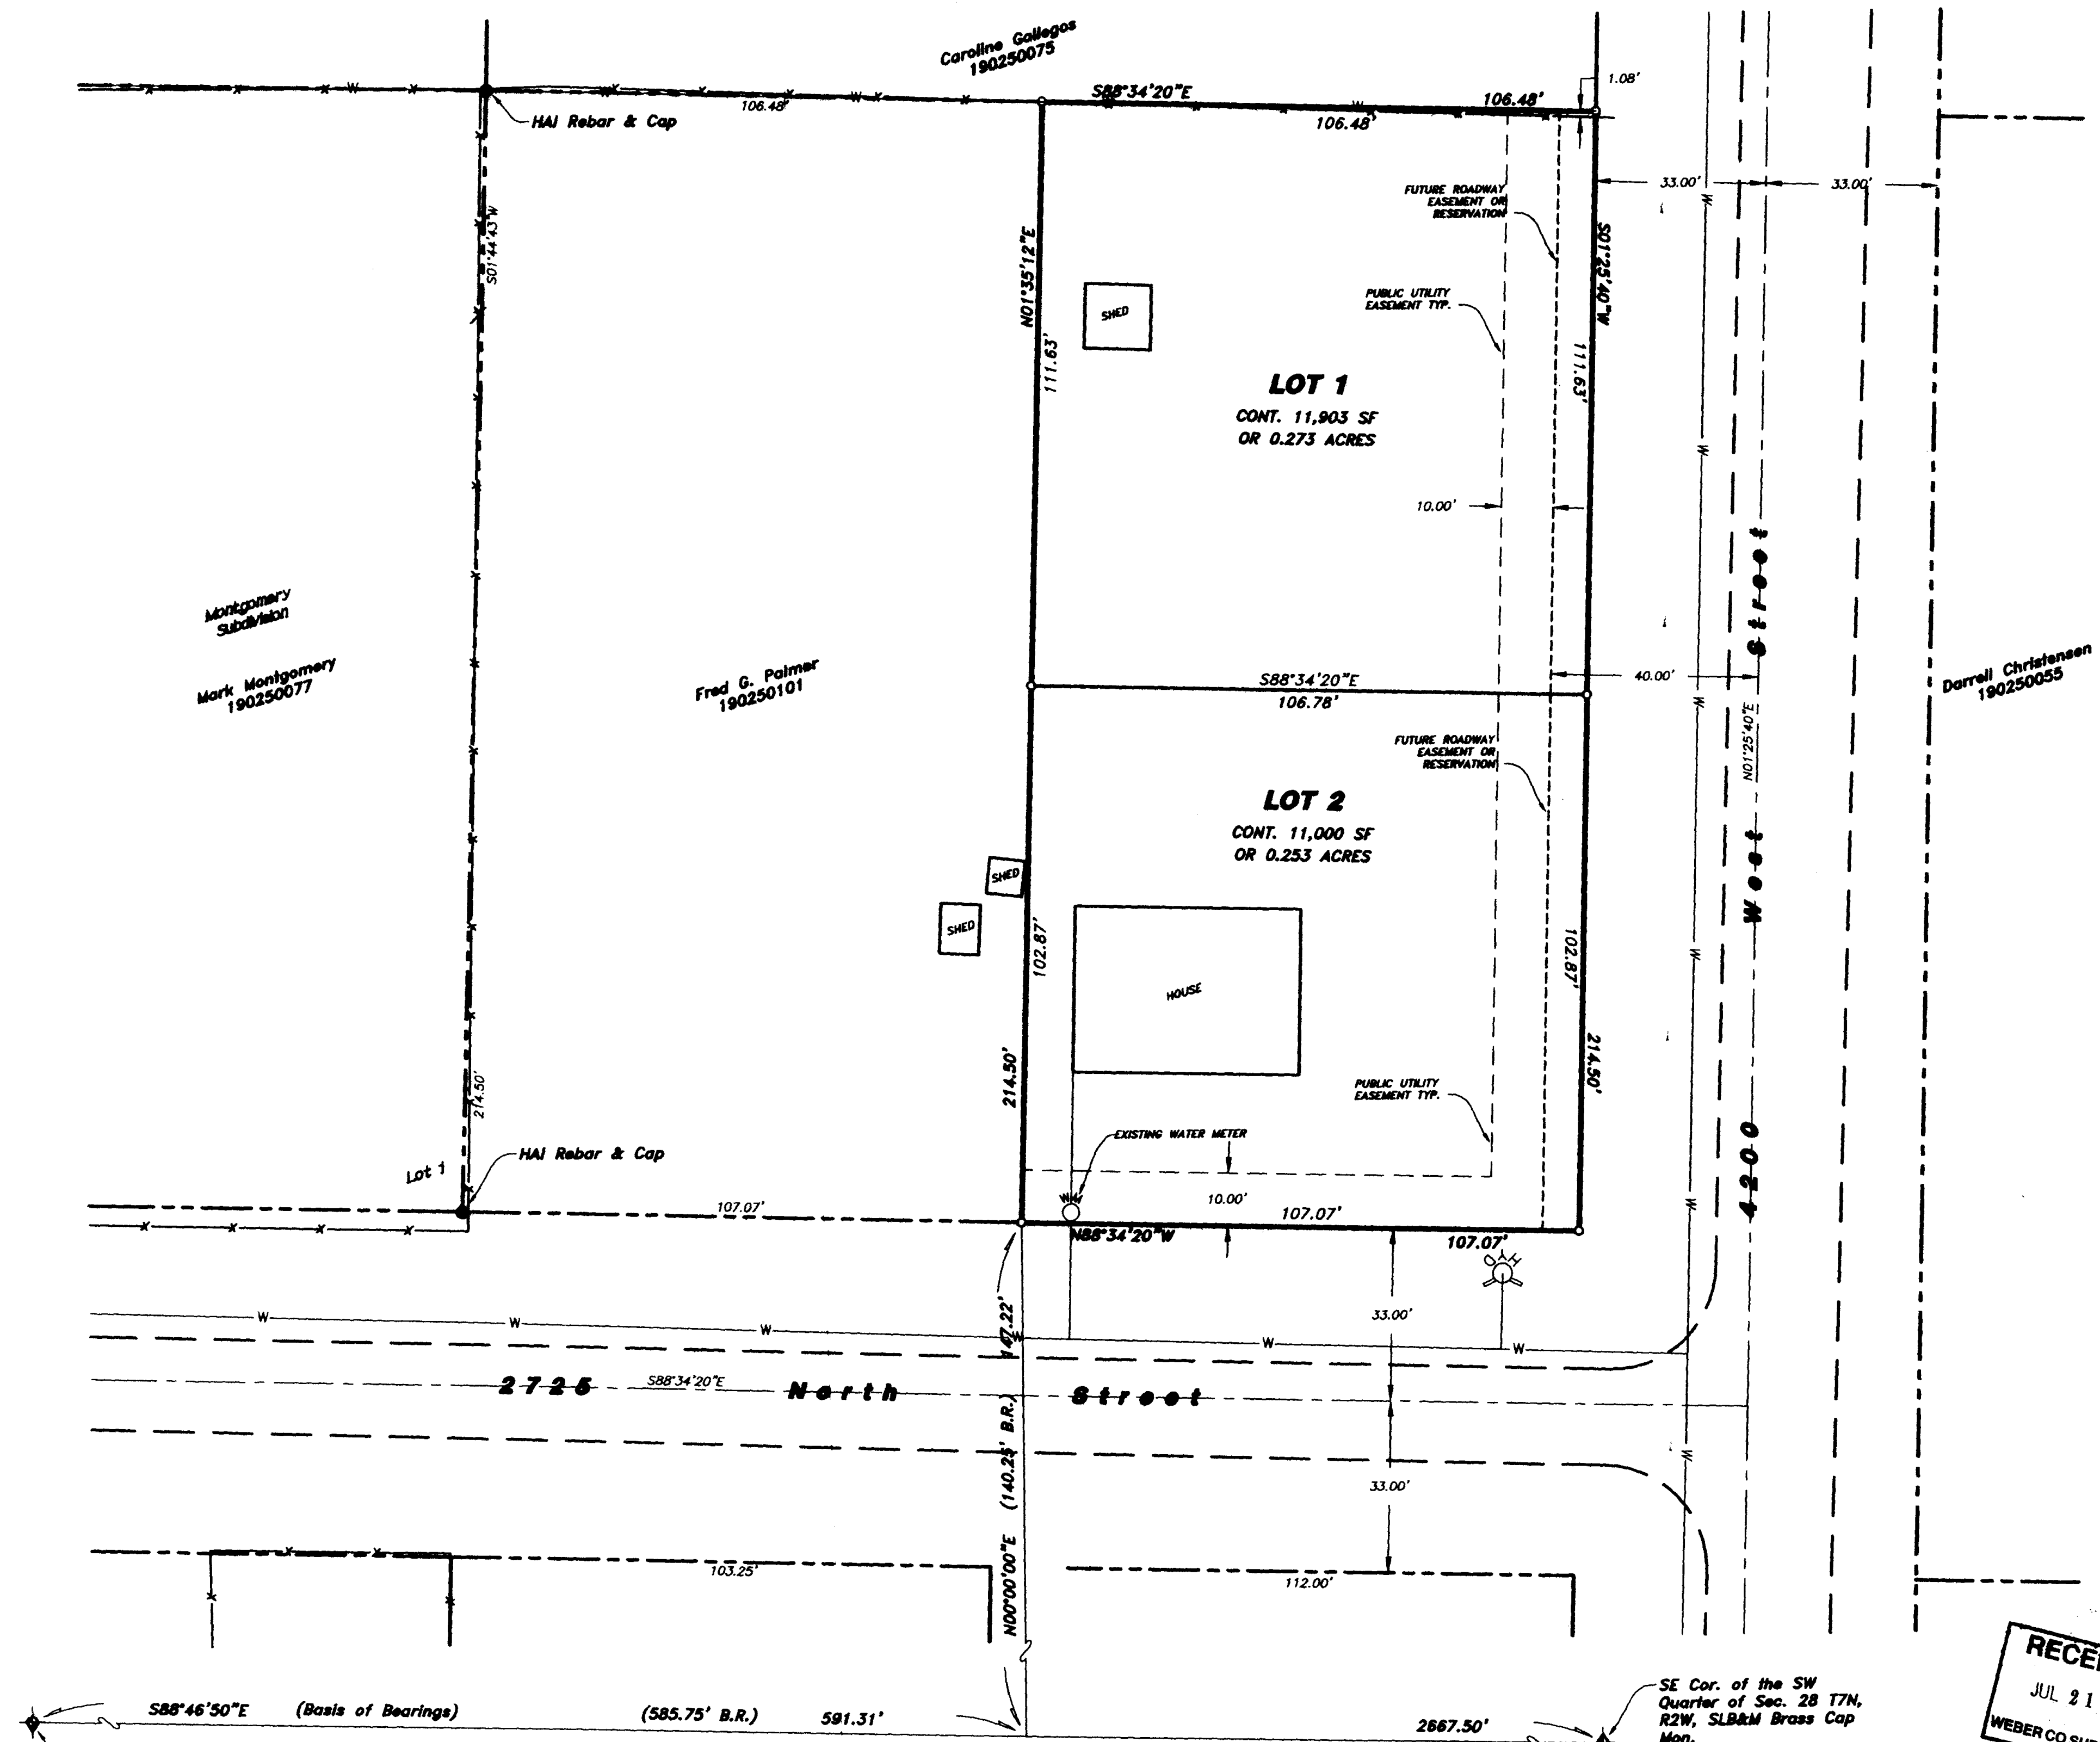 Caroline Gallegos
190250075
S88°34'20"E
106.48'
1.08'
106.48'
106.48'
HAI Rebar & Cap
33.00'
33.00'
FUTURE ROADWAY
EASEMENT OR
RESERVATION
S01°44'43"W
N01°35'12"E
S01°25'40"W
PUBLIC UTILITY
EASEMENT TYP.
SHED
111.63'
111.63'
LOT 1
CONT. 11,903 SF
OR 0.273 ACRES
10.00'
Montgomery
Subdivision
Mark Montgomery
190250077
Fred G. Palmer
190250101
S88°34'20"E
106.78'
40.00'
Darrell Christensen
190250055
N01°25'40"E
4200 West Street
FUTURE ROADWAY
EASEMENT OR
RESERVATION
LOT 2
CONT. 11,000 SF
OR 0.253 ACRES
SHED
SHED
102.87'
102.87'
HOUSE
214.50'
214.50'
214.50'
PUBLIC UTILITY
EASEMENT TYP.
EXISTING WATER METER
HAI Rebar & Cap
Lot 1
WM
10.00'
107.07'
107.07'
N88°34'20"W
107.07'
HYD
147.22'
33.00'
W W W W W W
2725 North Street
S88°34'20"E
(140.25' B.R.)
33.00'
103.25'
112.00'
N00°00'00"E
S88°46'50"E (Basis of Bearings) (585.75' B.R.) 591.31' 2667.50'
SE Cor. of the SW
Quarter of Sec. 28 T7N,
R2W, SLB&M Brass Cap
Mon.
JUL 21
WEBER CO